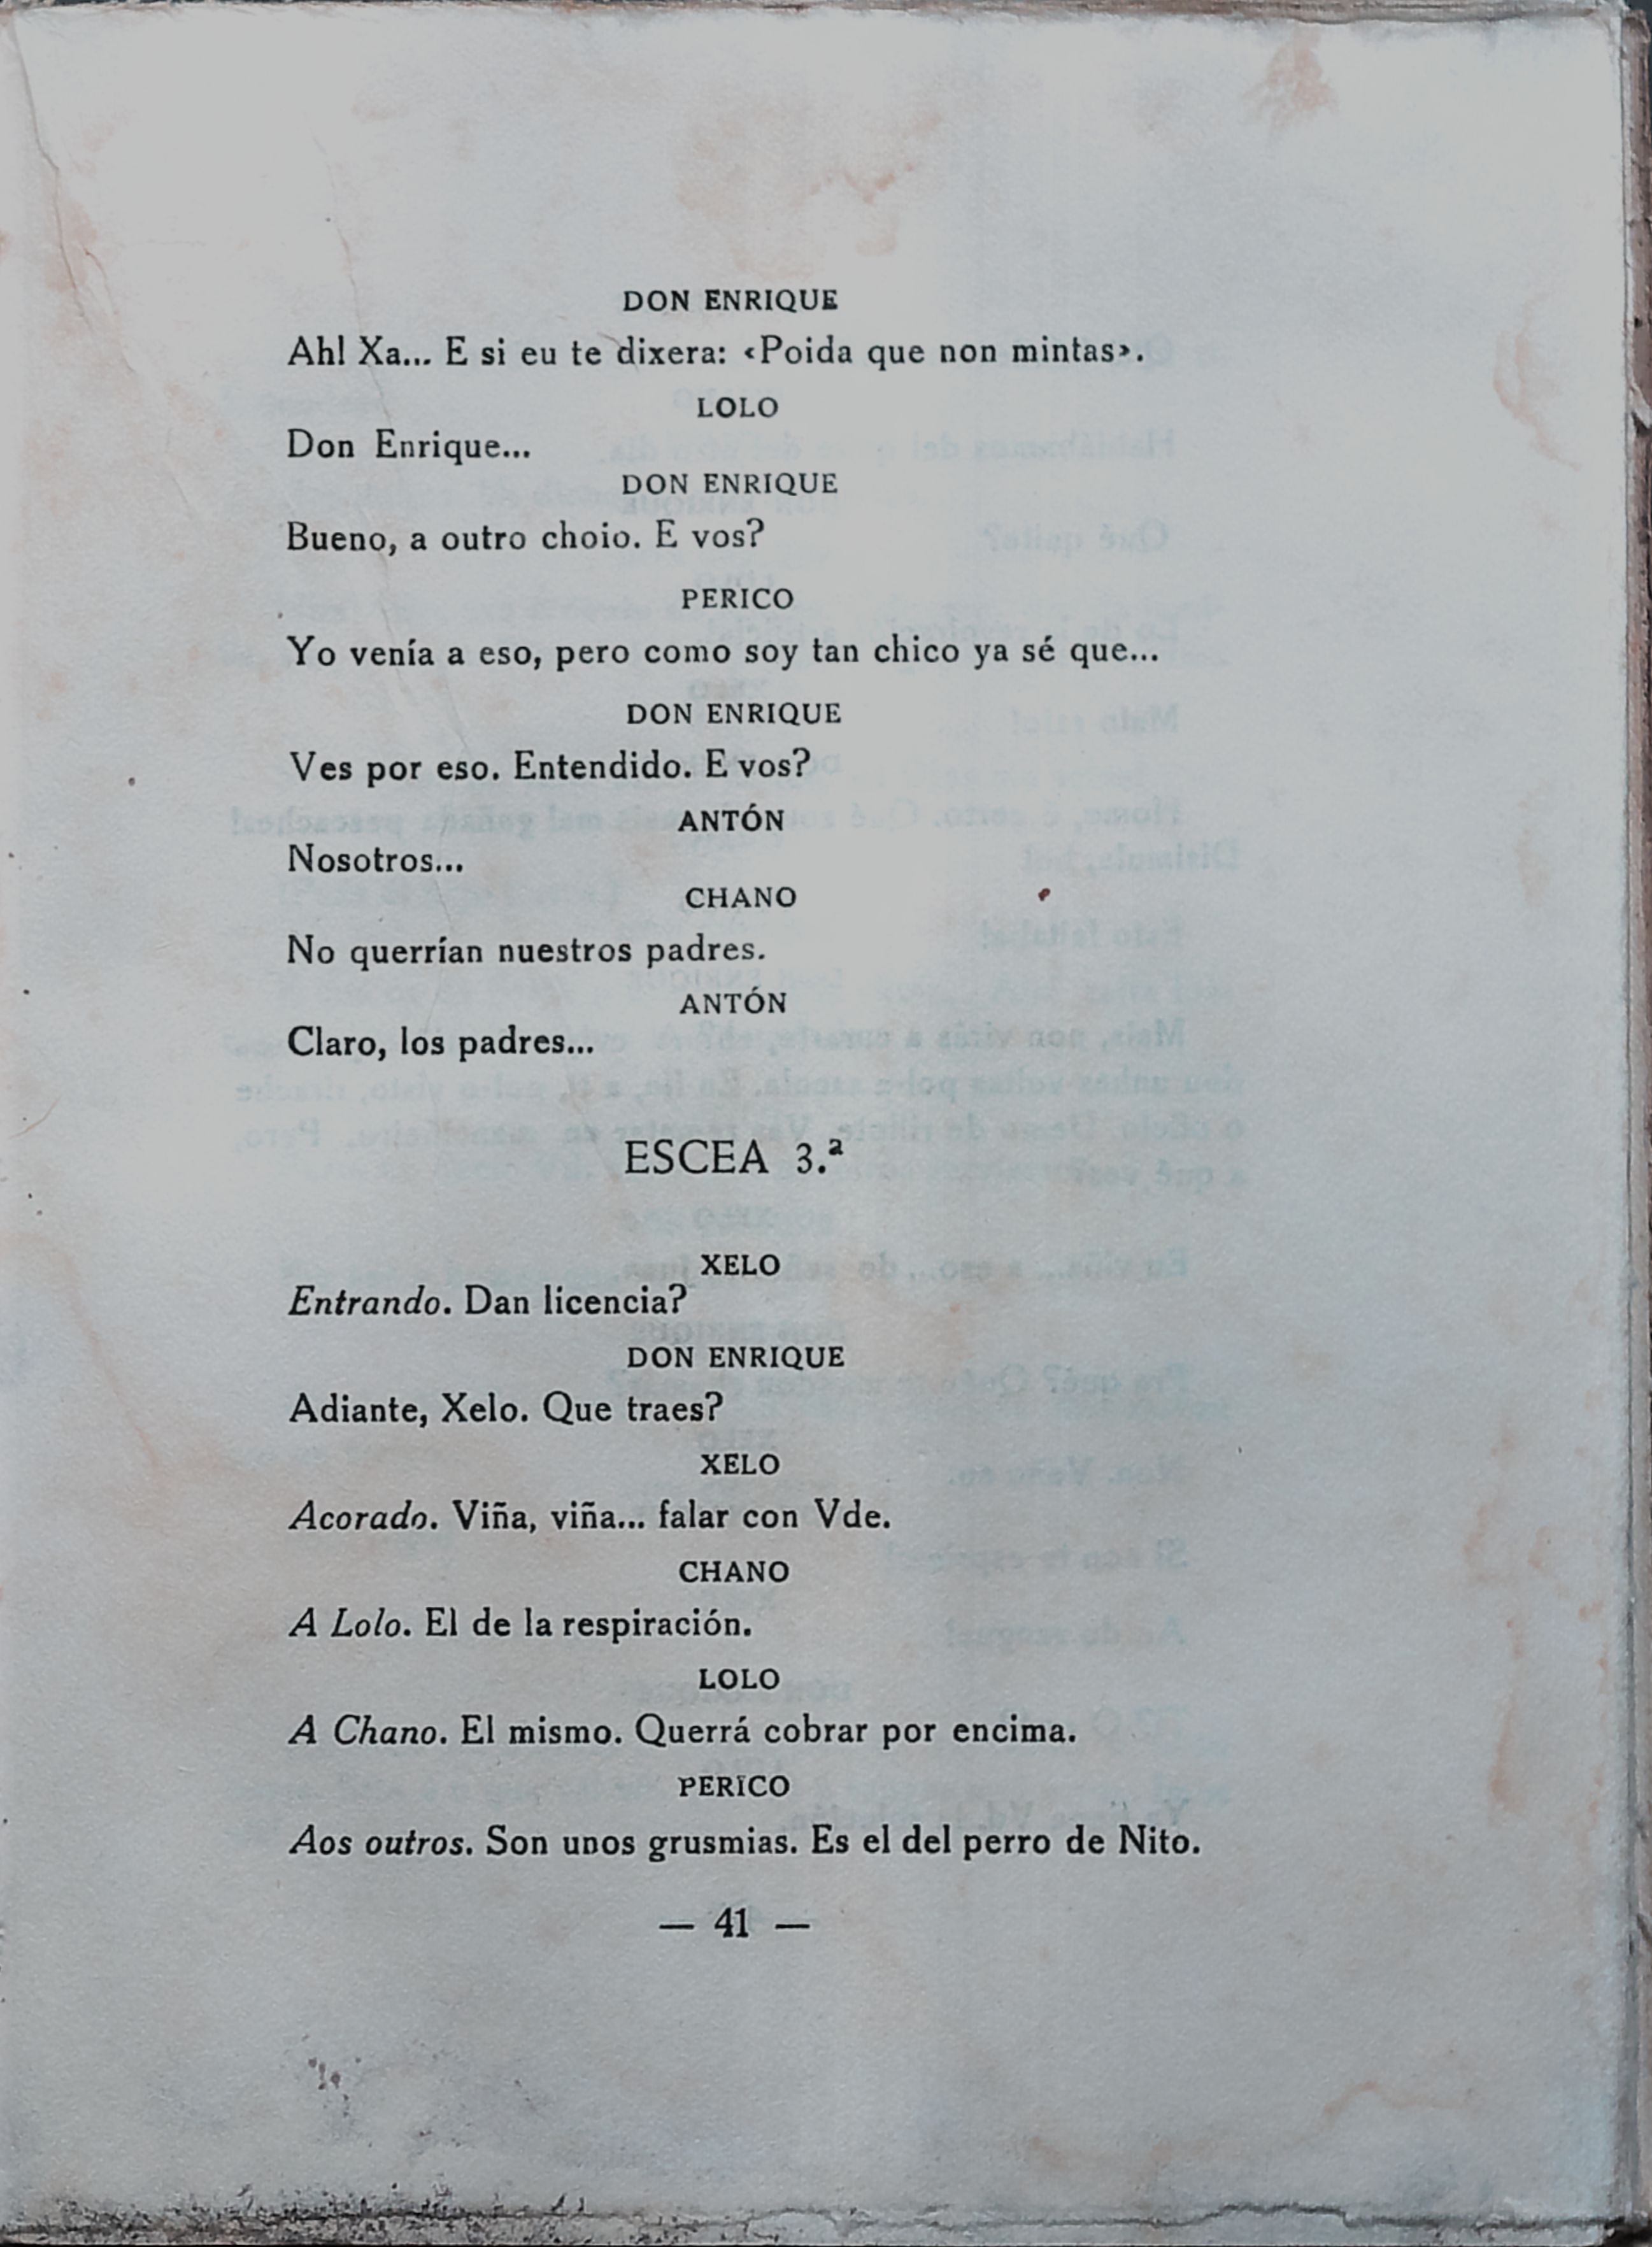 DON ENRIQUE
Ah! Xa... E si eu te dixera: ‹Poida que non mintas›.
LOLO
Don Enrique...
DON ENRIQUE
Bueno, a outro choio. E vos?
PERICO
Yo venía a eso, pero como soy tan chico ya sé que...
DON ENRIQUE
Ves por eso. Entendido. E vos?
ANTÓN
Nosotros...
CHANO
No querrían nuestros padres.
ANTÓN
Claro, los padres...
ESCEA 3.ª
XELO
Entrando. Dan licencia?
DON ENRIQUE
Adiante, Xelo. Que traes?
XELO
Acorado. Viña, viña... falar con Vde.
CHANO
A Lolo. El de la respiración.
LOLO
A Chano. El mismo. Querrá cobrar por encima.
PERICO
Aos outros. Son unos grusmias. Es el del perro de Nito.
— 41 —